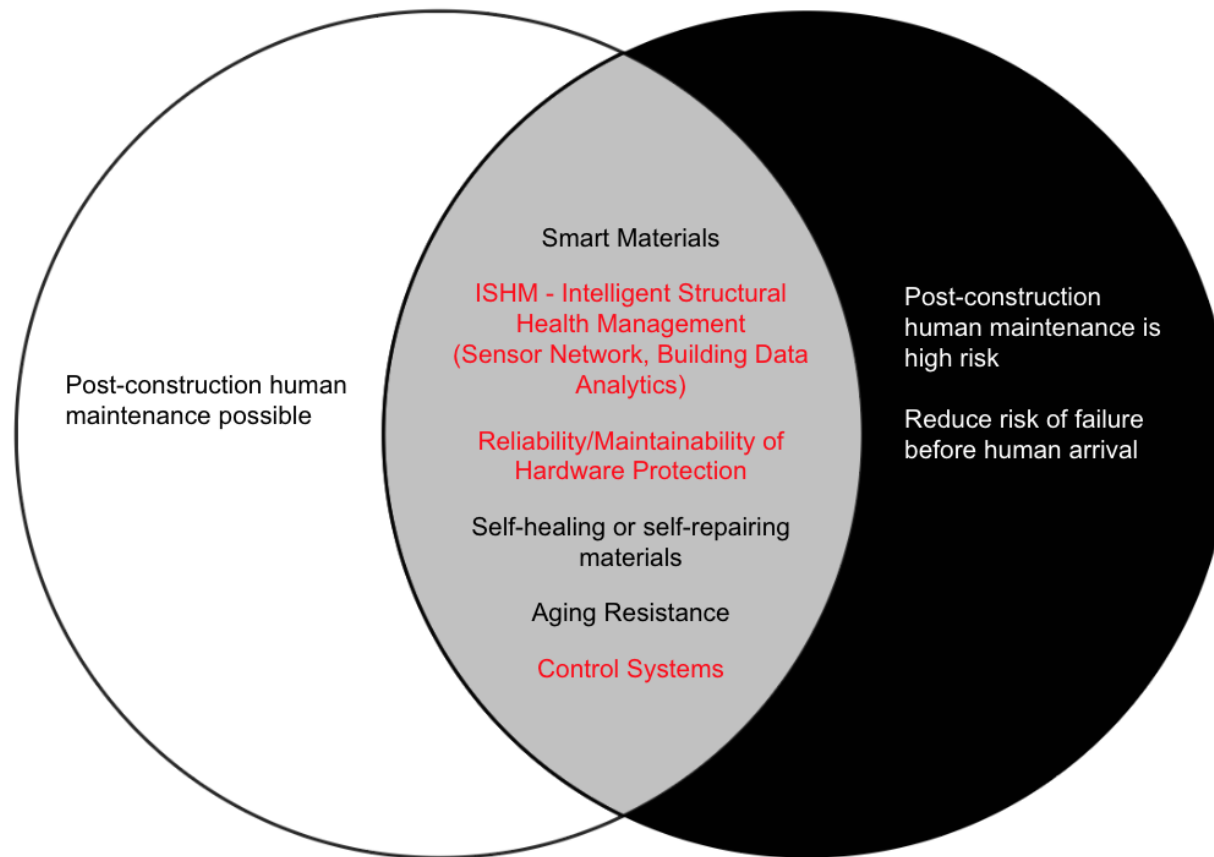 Post-construction human
maintenance possible
Smart Materials
ISHM - Intelligent Structural
Health Management
(Sensor Network, Building Data
Analytics)
Reliability/Maintainability of
Hardware Protection
Self-healing or self-repairing
materials
Aging Resistance
Control Systems
Post-construction
human maintenance is
high risk
Reduce risk of failure
before human arrival